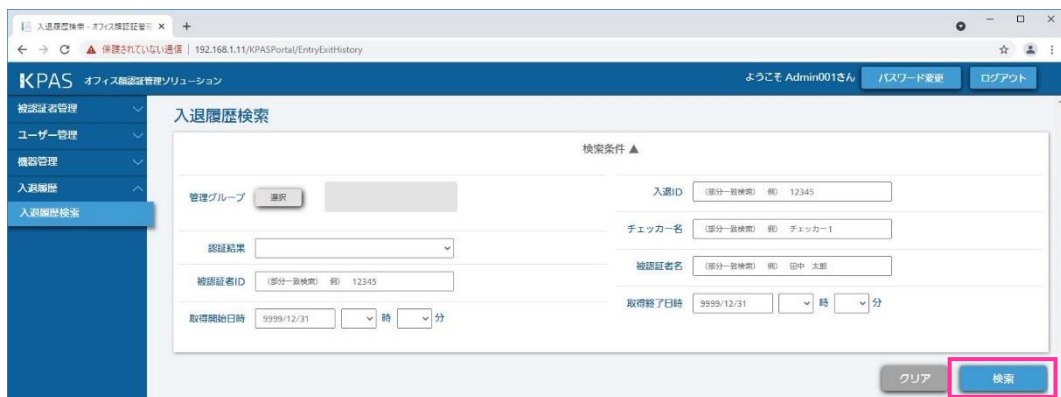 入退履歴検索 - オフィス顔認証管理
保護されていない通信 | 192.168.1.11/KPASPortal/EntryExitHistory
KPAS オフィス顔認証管理ソリューション ようこそ Admin001さん パスワード変更 ログアウト
被認証者管理
ユーザー管理
機器管理
入退履歴
入退履歴検索
入退履歴検索
検索条件 ▲
管理グループ 選択
入退ID （部分一致検索） 例） 12345
チェッカー名 （部分一致検索） 例） チェッカー1
認証結果
被認証者名 （部分一致検索） 例） 田中 太郎
被認証者ID （部分一致検索） 例） 12345
取得開始日時 9999/12/31 時 分
取得終了日時 9999/12/31 時 分
クリア 検索